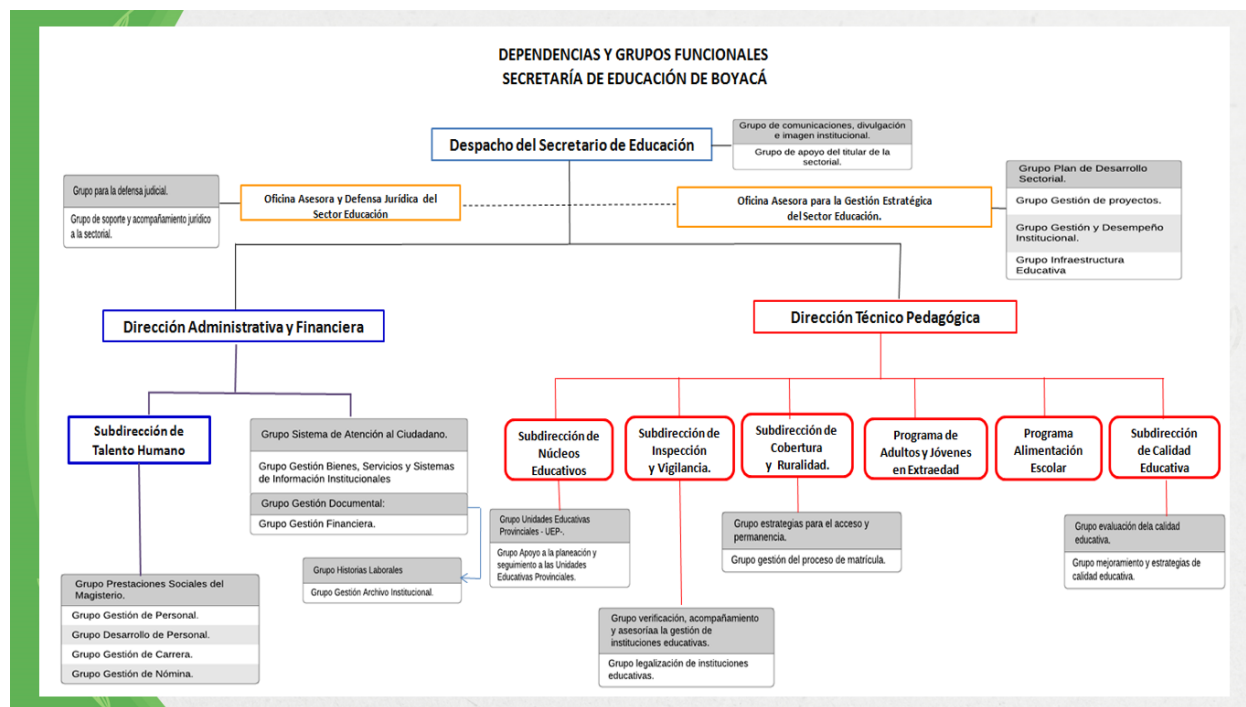 DEPENDENCIAS Y GRUPOS FUNCIONALES
SECRETARÍA DE EDUCACIÓN DE BOYACÁ
Despacho del Secretario de Educación
Grupo de comunicaciones, divulgación
e imagen institucional.
Grupo de apoyo del titular de la
sectorial.
Grupo para la defensa judicial.
Grupo de soporte y acompañamiento jurídico
a la sectorial.
Oficina Asesora y Defensa Jurídica del
Sector Educación
Oficina Asesora para la Gestión Estratégica
del Sector Educación.
Grupo Plan de Desarrollo
Sectorial.
Grupo Gestión de proyectos.
Grupo Gestión y Desempeño
Institucional.
Grupo Infraestructura
Educativa
Dirección Administrativa y Financiera
Dirección Técnico Pedagógica
Subdirección de
Talento Humano
Grupo Sistema de Atención al Ciudadano.
Grupo Gestión Bienes, Servicios y Sistemas
de Información Institucionales
Grupo Gestión Documental:
Grupo Gestión Financiera.
Grupo Historias Laborales
Grupo Gestión Archivo Institucional.
Grupo Prestaciones Sociales del
Magisterio.
Grupo Gestión de Personal.
Grupo Desarrollo de Personal.
Grupo Gestión de Carrera.
Grupo Gestión de Nómina.
Subdirección de
Núcleos
Educativos
Subdirección de
Inspección
y Vigilancia.
Subdirección de
Cobertura
y Ruralidad.
Programa de
Adultos y Jóvenes
en Extraedad
Programa
Alimentación
Escolar
Subdirección
de Calidad
Educativa
Grupo Unidades Educativas
Provinciales - UEP-.
Grupo Apoyo a la planeación y
seguimiento a las Unidades
Educativas Provinciales.
Grupo verificación, acompañamiento
y asesoríaa la gestión de
instituciones educativas.
Grupo legalización de instituciones
educativas.
Grupo estrategias para el acceso y
permanencia.
Grupo gestión del proceso de matrícula.
Grupo evaluación dela calidad
educativa.
Grupo mejoramiento y estrategias de
calidad educativa.